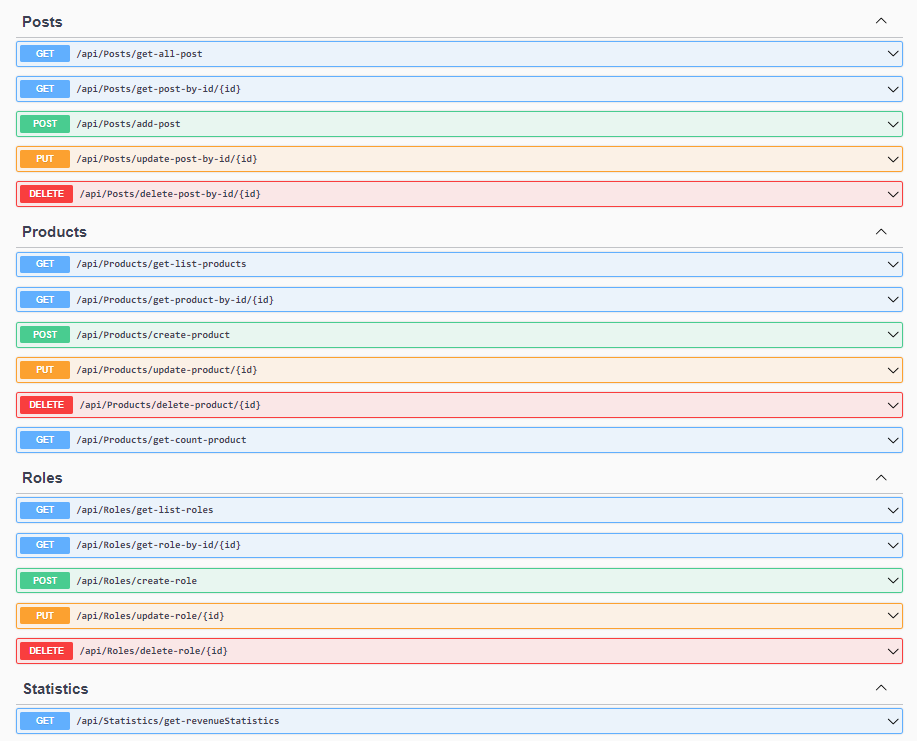 Posts
GET /api/Posts/get-all-post
GET /api/Posts/get-post-by-id/{id}
POST /api/Posts/add-post
PUT /api/Posts/update-post-by-id/{id}
DELETE /api/Posts/delete-post-by-id/{id}
Products
GET /api/Products/get-list-products
GET /api/Products/get-product-by-id/{id}
POST /api/Products/create-product
PUT /api/Products/update-product/{id}
DELETE /api/Products/delete-product/{id}
GET /api/Products/get-count-product
Roles
GET /api/Roles/get-list-roles
GET /api/Roles/get-role-by-id/{id}
POST /api/Roles/create-role
PUT /api/Roles/update-role/{id}
DELETE /api/Roles/delete-role/{id}
Statistics
GET /api/Statistics/get-revenueStatistics